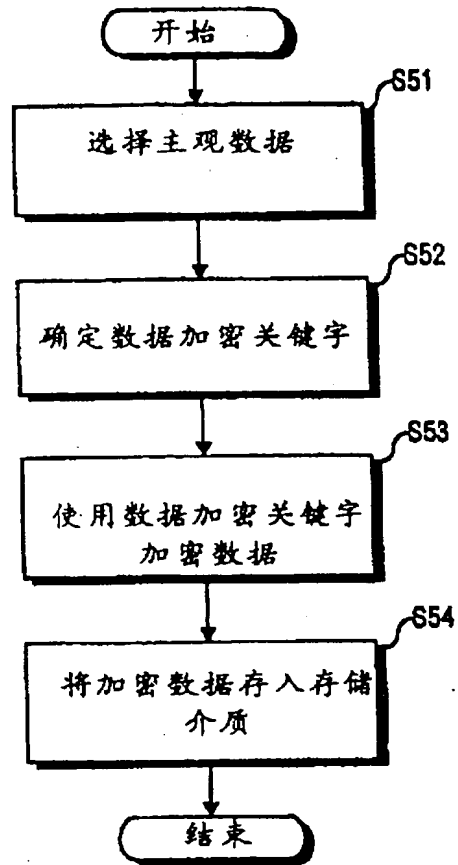 开始
S51
选择主观数据
S52
确定数据加密关键字
S53
使用数据加密关键字
加密数据
S54
将加密数据存入存储
介质
结束